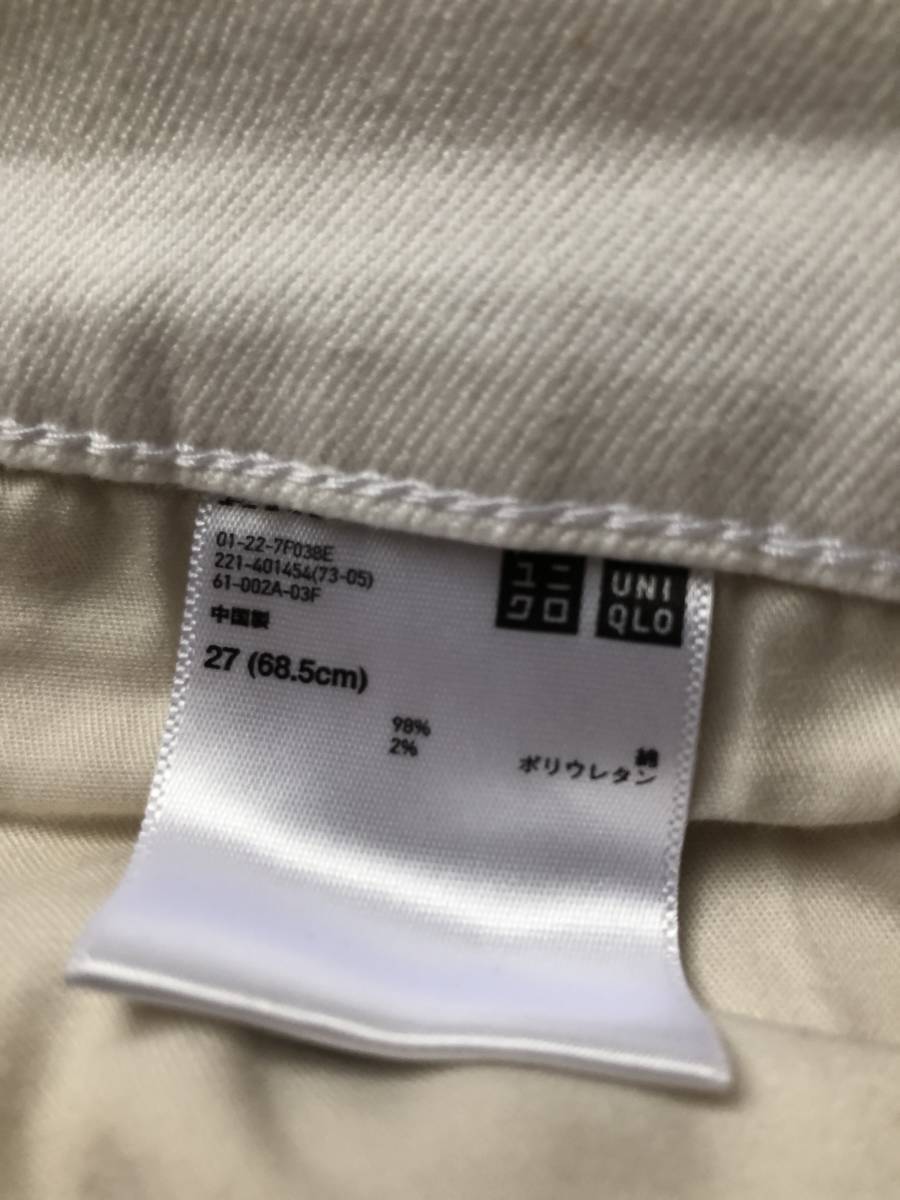 01-22-7F038E
221-401454(73-05)
61-002A-03F
中国製
27 (68.5cm)
ユニ
クロ
UNI
QLO
98% 綿
2% ポリウレタン